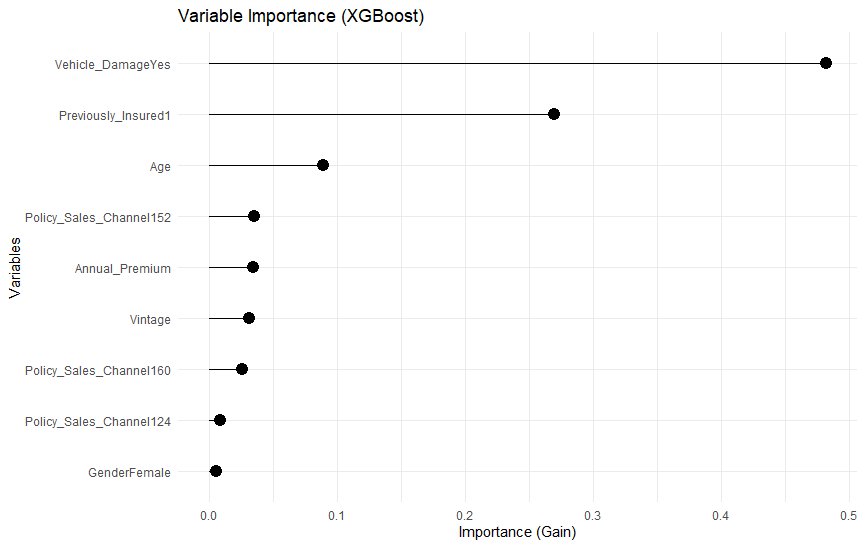 Variable Importance (XGBoost)
Variables
Vehicle_DamageYes
Previously_Insured1
Age
Policy_Sales_Channel152
Annual_Premium
Vintage
Policy_Sales_Channel160
Policy_Sales_Channel124
GenderFemale
0.0 0.1 0.2 0.3 0.4 0.5
Importance (Gain)